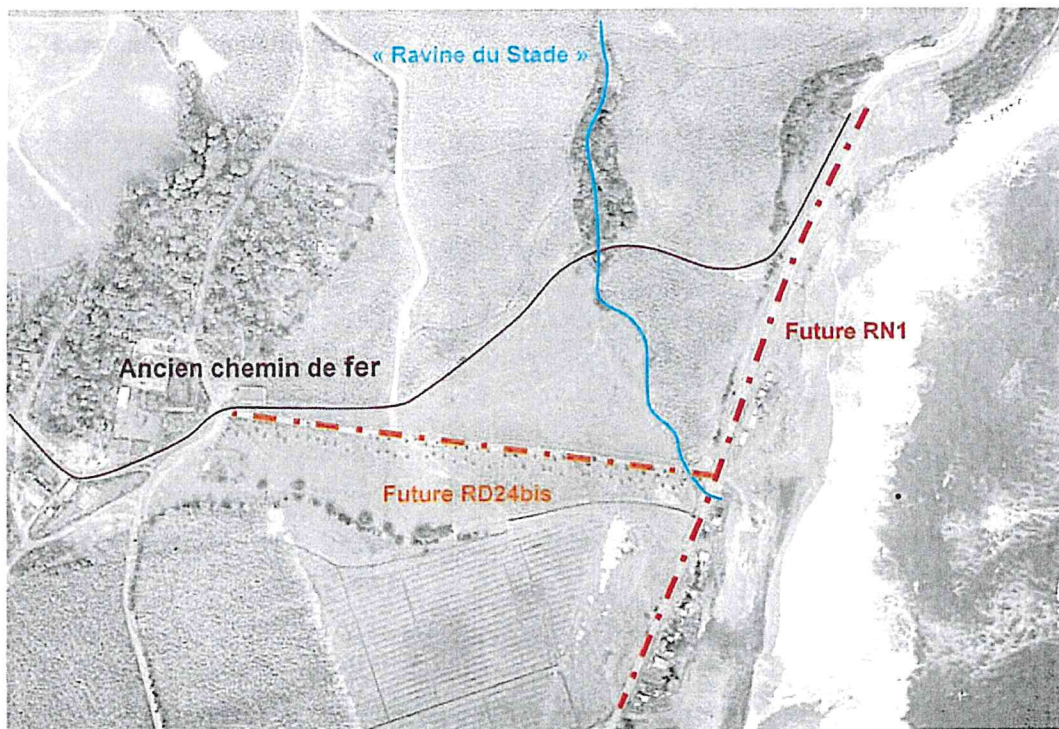 « Ravine du Stade »
Future RN1
Ancien chemin de fer
Future RD24bis